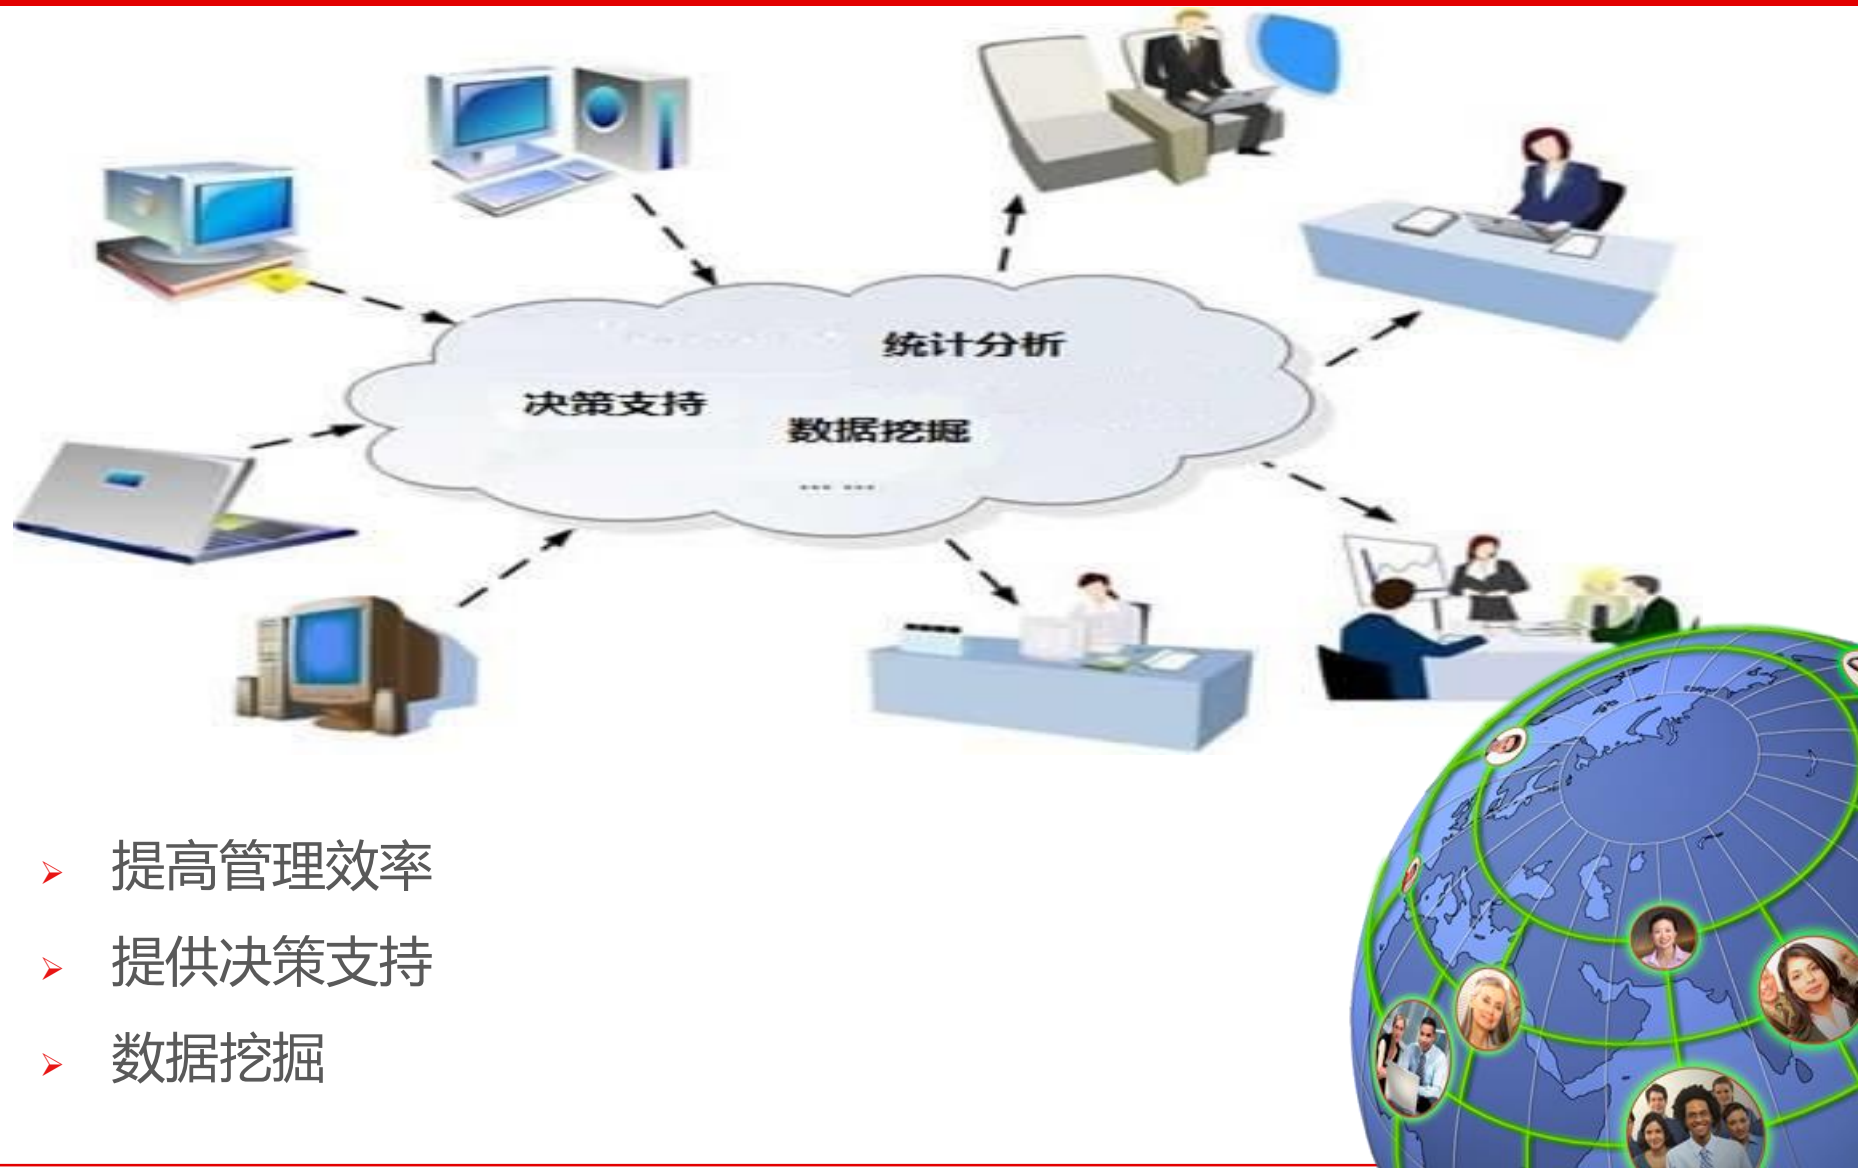 统计分析
决策支持
数据挖掘
... ...
提高管理效率
提供决策支持
数据挖掘